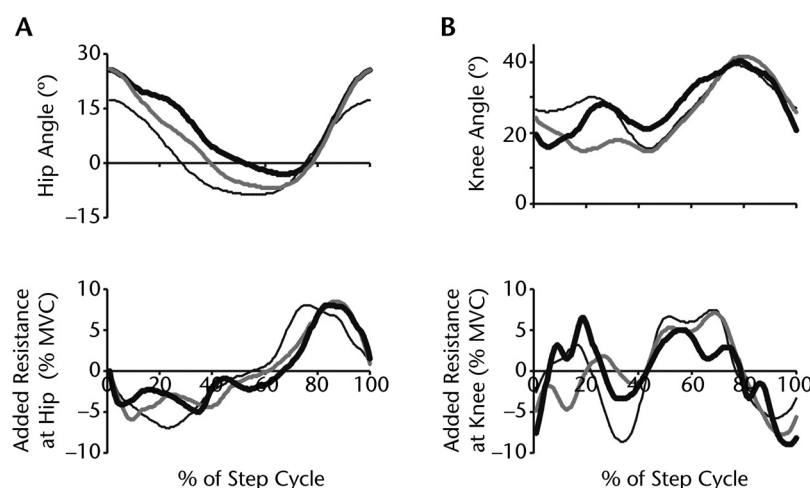 A
Hip Angle (°)
30
15
0
–15
B
Knee Angle (°)
40
20
0
Added Resistance
at Hip (% MVC)
10
5
0
–5
–10
20 40 60 80 100
% of Step Cycle
Added Resistance
at Knee (% MVC)
10
5
0
–5
–10
20 40 60 80 100
% of Step Cycle